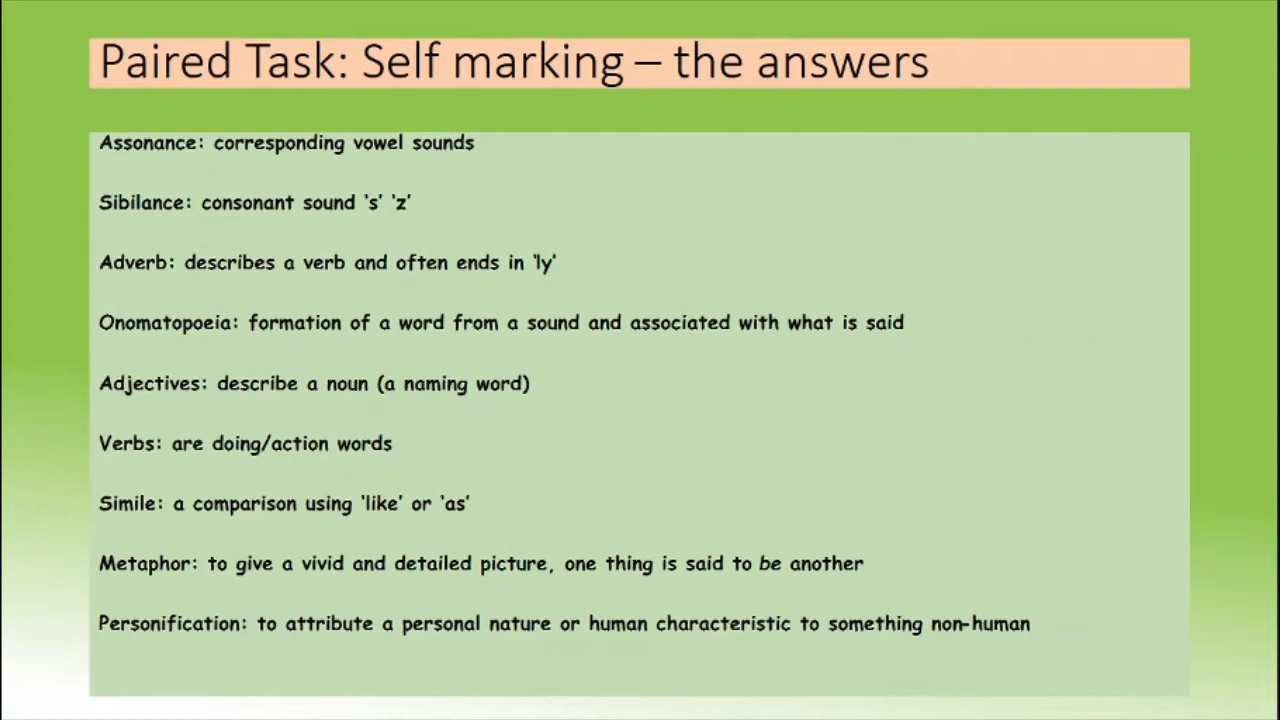 Paired Task: Self marking – the answers
Assonance: corresponding vowel sounds
Sibilance: consonant sound ‘s’ ‘z’
Adverb: describes a verb and often ends in ‘ly’
Onomatopoeia: formation of a word from a sound and associated with what is said
Adjectives: describe a noun (a naming word)
Verbs: are doing/action words
Simile: a comparison using ‘like’ or ‘as’
Metaphor: to give a vivid and detailed picture, one thing is said to be another
Personification: to attribute a personal nature or human characteristic to something non-human